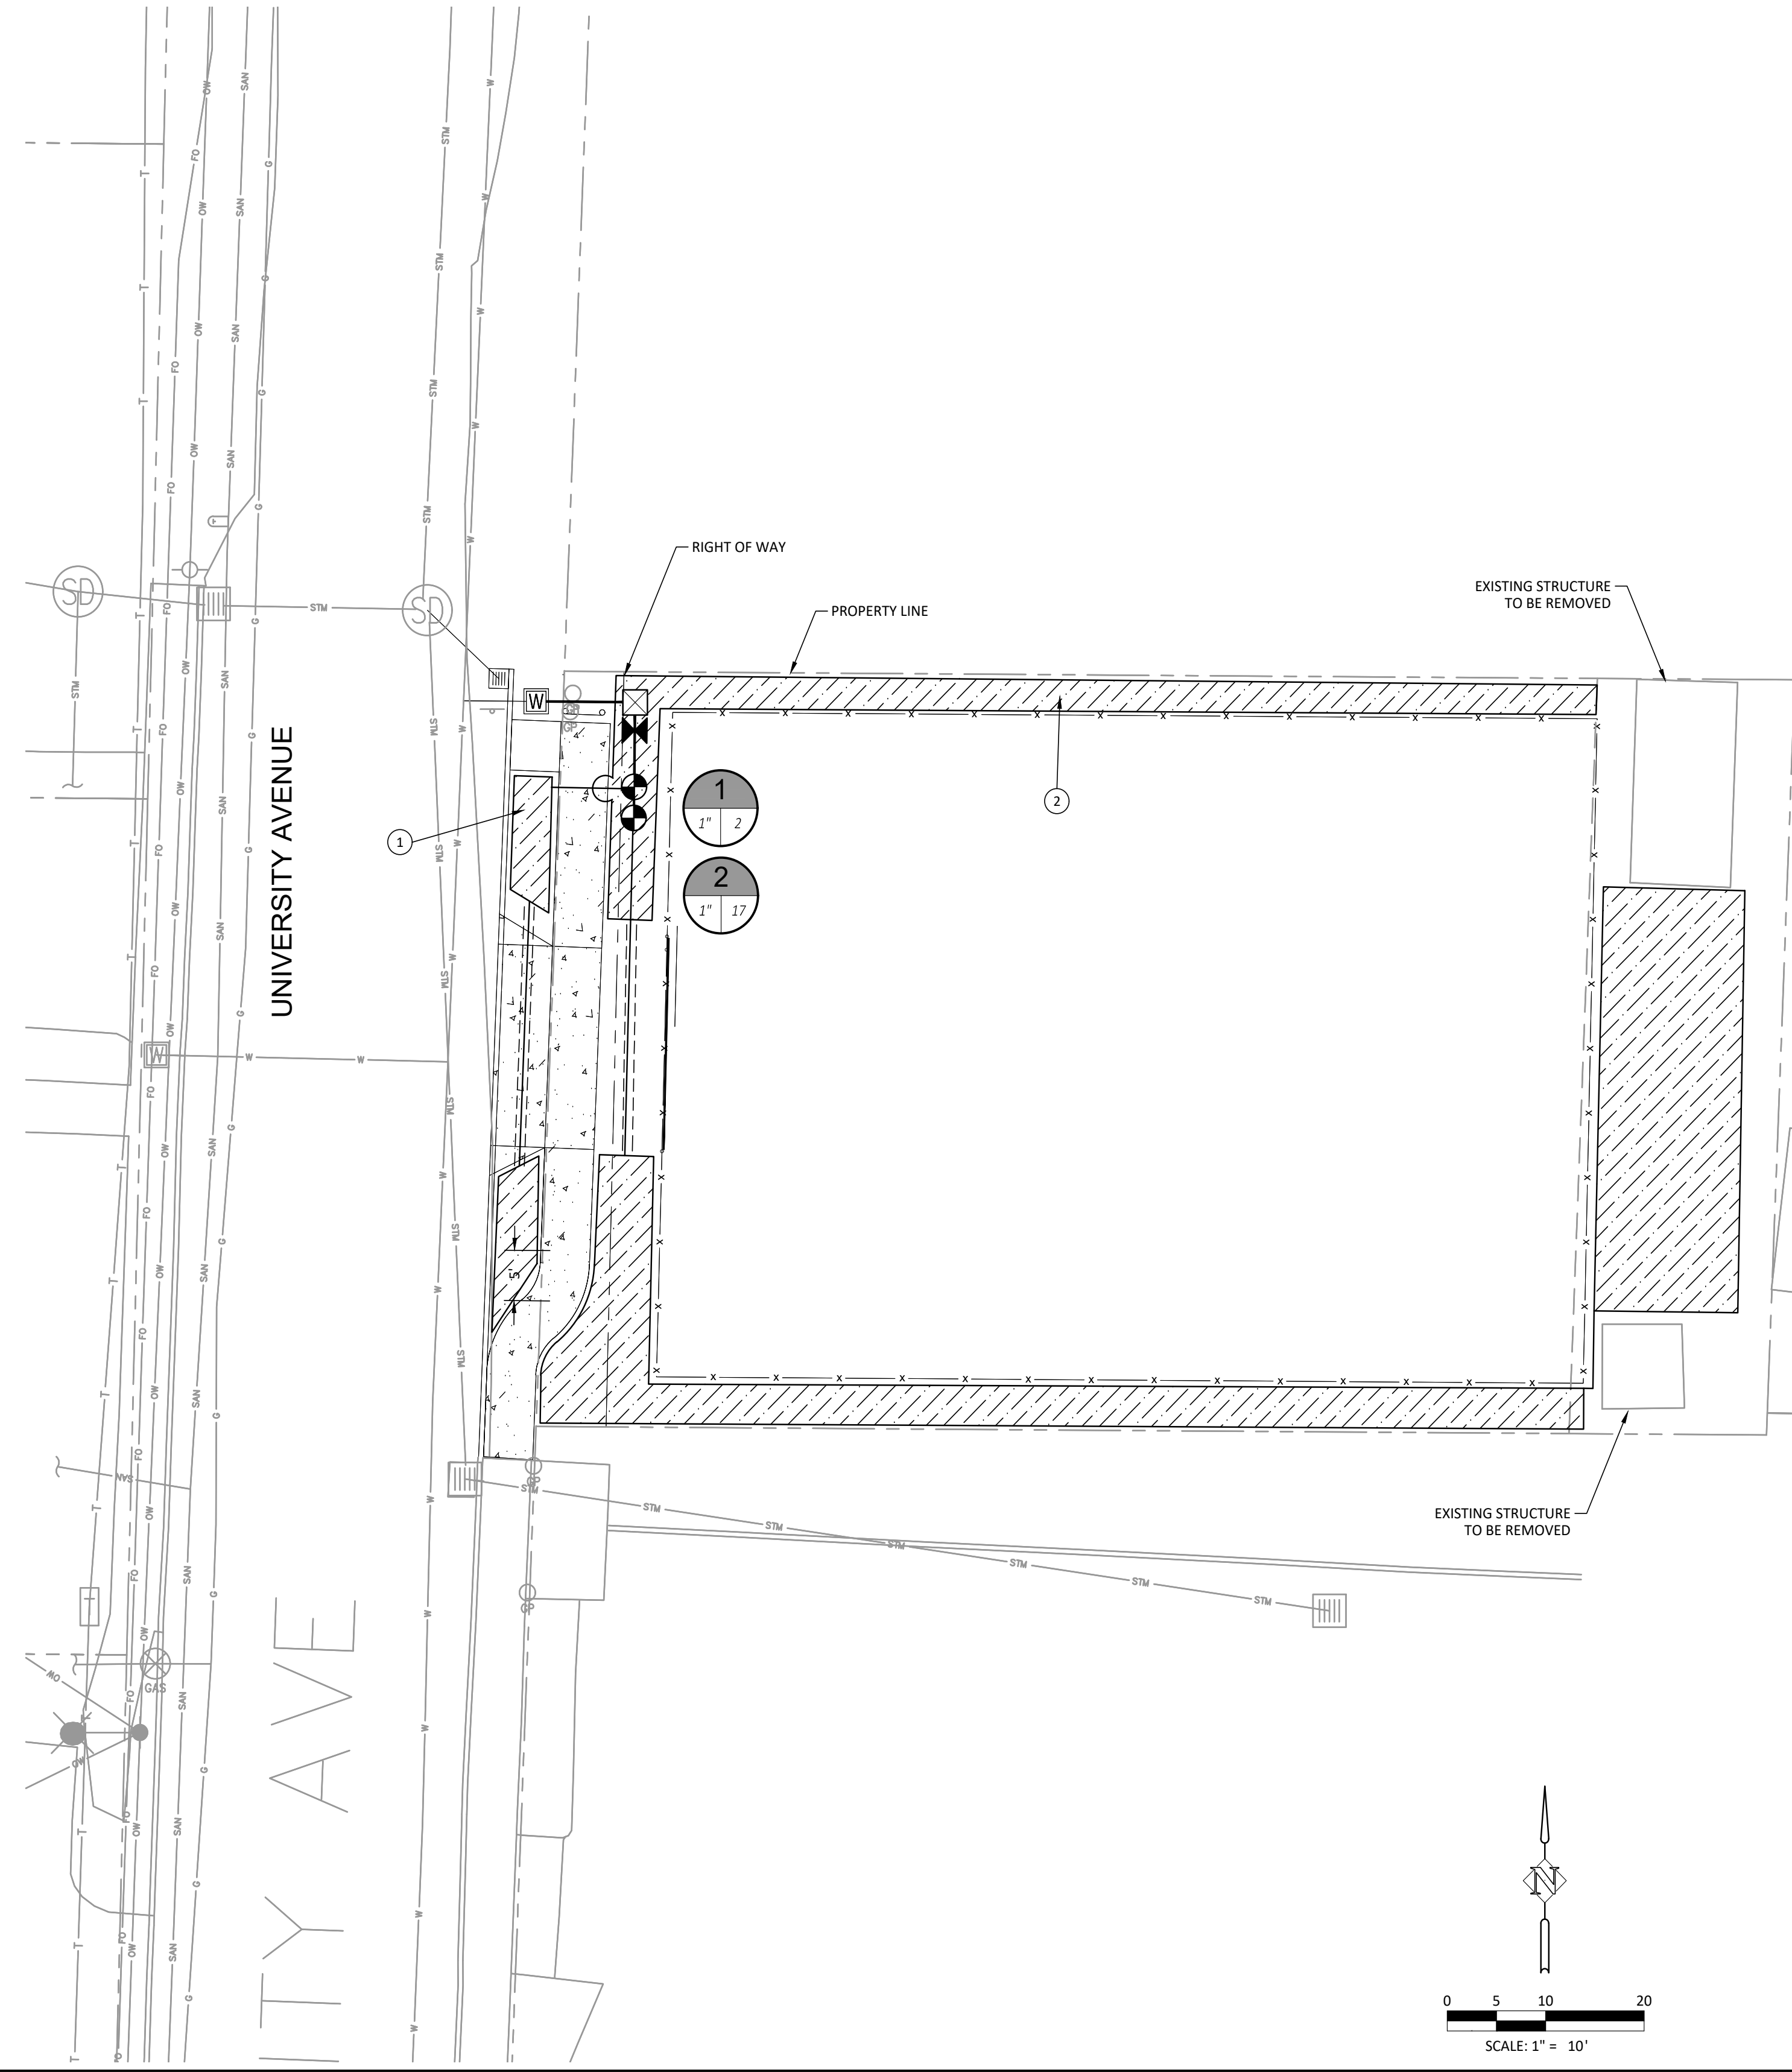 RIGHT OF WAY
PROPERTY LINE
EXISTING STRUCTURE
TO BE REMOVED
UNIVERSITY AVENUE
SD
SD
W
W
1
2
1
1" 2
2
1" 17
5'
EXISTING STRUCTURE
TO BE REMOVED
GAS
TY AVE
N
0 5 10 20
SCALE: 1" = 10'
T
FO
OW
SAN
G
STM
W
X
GP